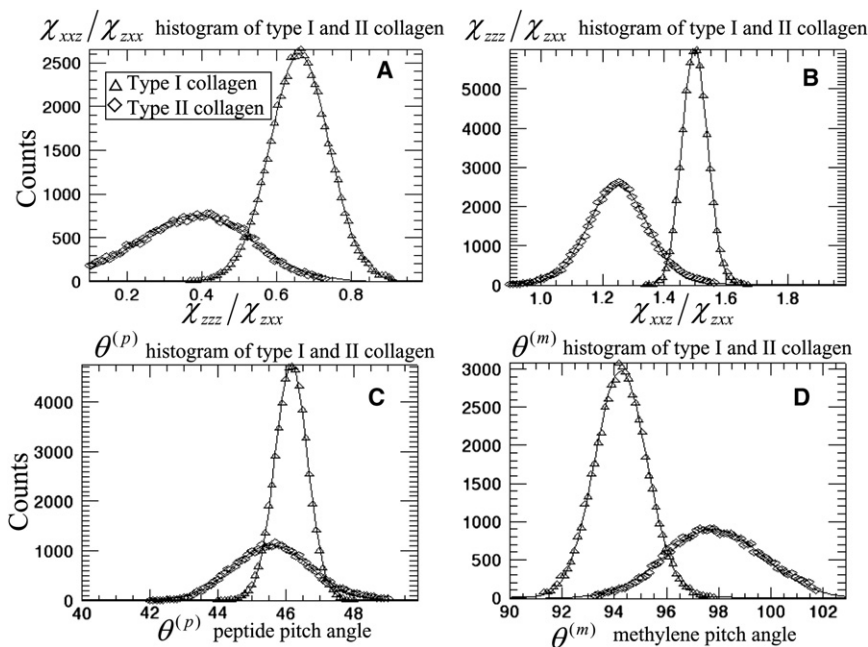 χxxz/χzxx histogram of type I and II collagen
A
△ Type I collagen
◇ Type II collagen
Counts
2500
2000
1500
1000
500
0
0.2 0.4 0.6 0.8
χzzz/χzxx
χzzz/χzxx histogram of type I and II collagen
B
6000
5000
4000
3000
2000
1000
0
1.0 1.2 1.4 1.6 1.8
χxxz/χzxx
θ(p) histogram of type I and II collagen
C
Counts
4000
3000
2000
1000
0
40 42 44 46 48
θ(p) peptide pitch angle
θ(m) histogram of type I and II collagen
D
3000
2500
2000
1500
1000
500
0
90 92 94 96 98 100 102
θ(m) methylene pitch angle